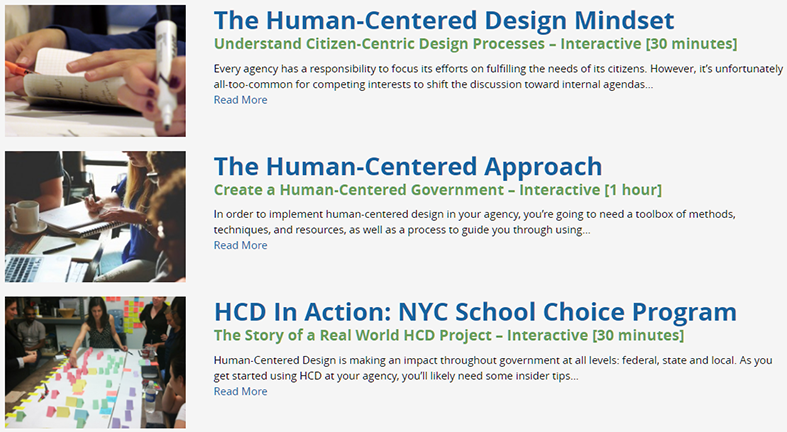 The Human-Centered Design Mindset
Understand Citizen-Centric Design Processes – Interactive [30 minutes]
Every agency has a responsibility to focus its efforts on fulfilling the needs of its citizens. However, it's unfortunately
all-too-common for competing interests to shift the discussion toward internal agendas...
Read More
The Human-Centered Approach
Create a Human-Centered Government – Interactive [1 hour]
In order to implement human-centered design in your agency, you're going to need a toolbox of methods,
techniques, and resources, as well as a process to guide you through using...
Read More
HCD In Action: NYC School Choice Program
The Story of a Real World HCD Project – Interactive [30 minutes]
Human-Centered Design is making an impact throughout government at all levels: federal, state and local. As you
get started using HCD at your agency, you'll likely need some insider tips...
Read More